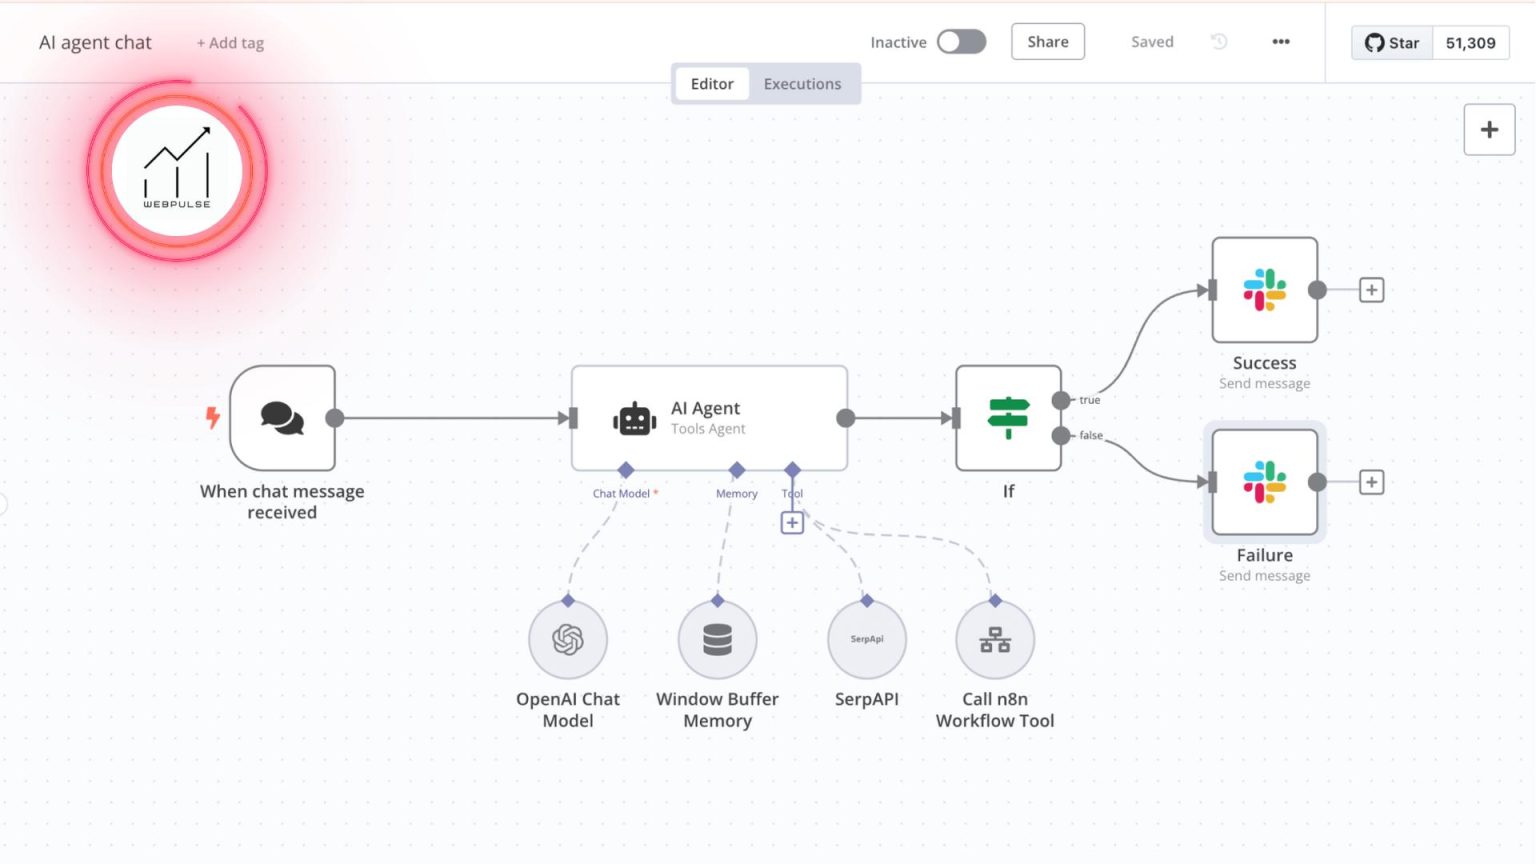 AI agent chat
+ Add tag
Inactive
Share
Saved
Star
51,309
Editor
Executions
WEBPULSE
Success
Send message
AI Agent
Tools Agent
true
false
When chat message
received
Chat Model *
Memory
Tool
If
Failure
Send message
SerpApi
OpenAI Chat
Model
Window Buffer
Memory
SerpAPI
Call n8n
Workflow Tool